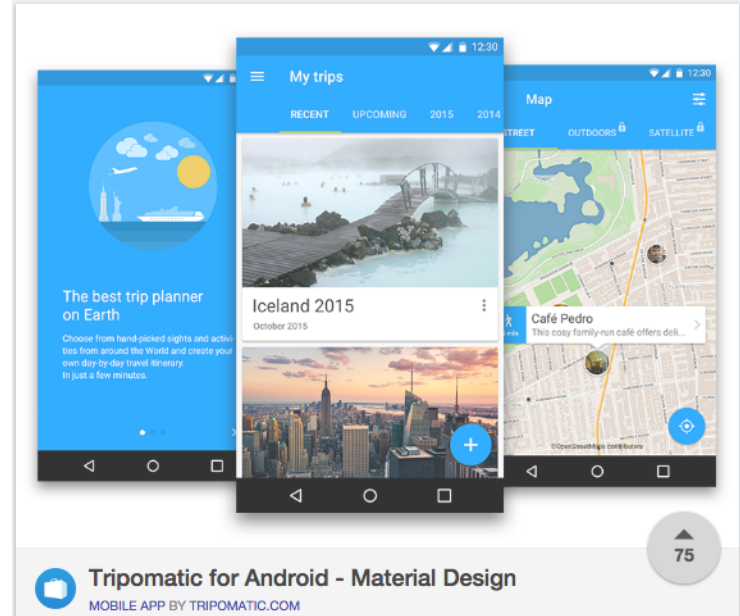 12:30
My trips
RECENT UPCOMING 2015 2014
Iceland 2015
October 2015
The best trip planner
on Earth
Choose from hand-picked sights and activi-
ties from around the World and create your
own day-by-day travel itinerary.
In just a few minutes.
12:30
Map
STREET OUTDOORS SATELLITE
Café Pedro
This cosy family-run café offers deli...
©OpenStreetMaps contributors
75
Tripomatic for Android - Material Design
MOBILE APP BY TRIPOMATIC.COM